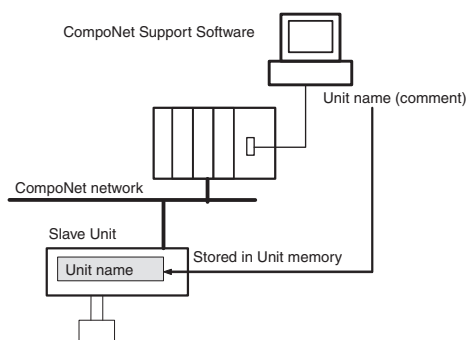 CompoNet Support Software
Unit name (comment)
CompoNet network
Slave Unit
Stored in Unit memory
Unit name